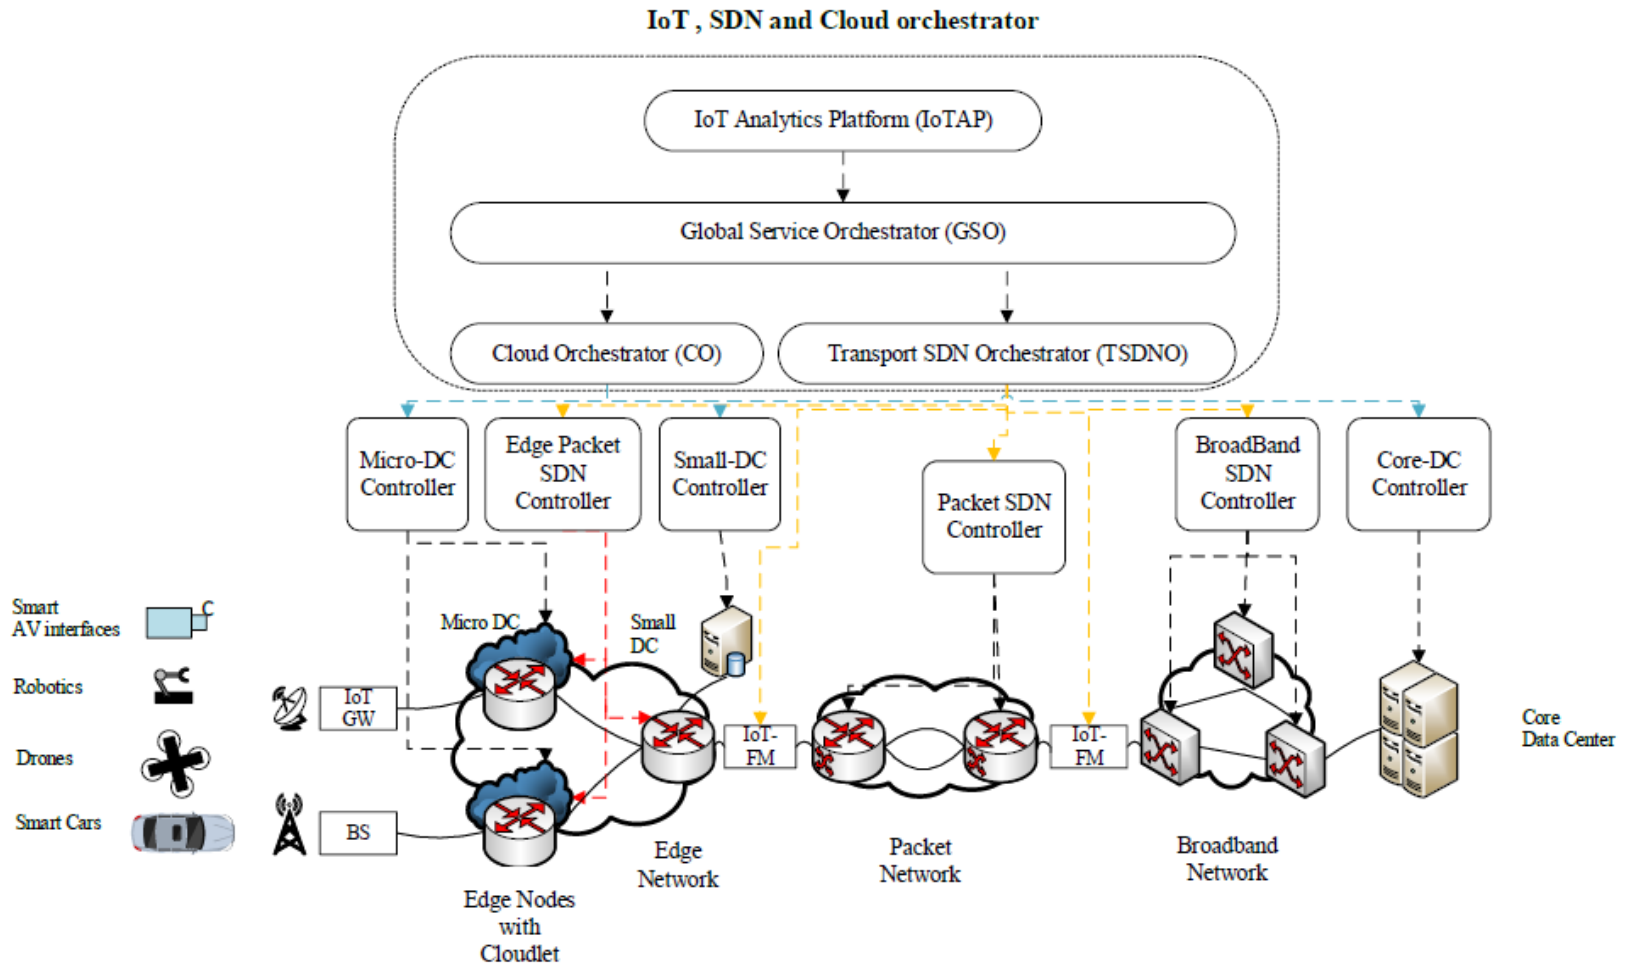 IoT , SDN and Cloud orchestrator
IoT Analytics Platform (IoTAP)
Global Service Orchestrator (GSO)
Cloud Orchestrator (CO)
Transport SDN Orchestrator (TSDNO)
Micro-DC
Controller
Edge Packet
SDN
Controller
Small-DC
Controller
Packet SDN
Controller
BroadBand
SDN
Controller
Core-DC
Controller
Smart
AV interfaces
C
Micro DC
Small
DC
Robotics
IoT
GW
IoT-
FM
IoT-
FM
Core
Data Center
Drones
Smart Cars
BS
Edge
Network
Packet
Network
Broadband
Network
Edge Nodes
with
Cloudlet